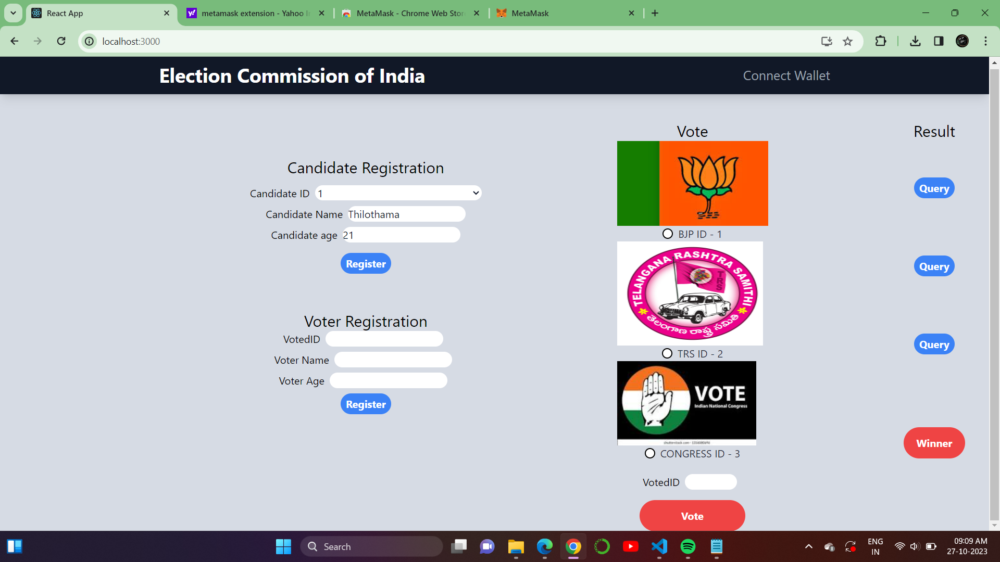 React App
metamask extension - Yahoo I
MetaMask - Chrome Web Stor
MetaMask
localhost:3000
Election Commission of India
Connect Wallet
Vote
Result
Candidate Registration
Candidate ID 1
Candidate Name Thilothama
Candidate age 21
Register
Query
BJP ID - 1
TELANGANA RASHTRA SAMITHI
TRS
తెలంగాణ రాష్ట్ర సమితి
Query
TRS ID - 2
Voter Registration
VotedID
Voter Name
Voter Age
Register
Query
VOTE
Indian National Congress
shutterstock.com · 1356080696
CONGRESS ID - 3
Winner
VotedID
Vote
Search
ENG
IN
09:09 AM
27-10-2023